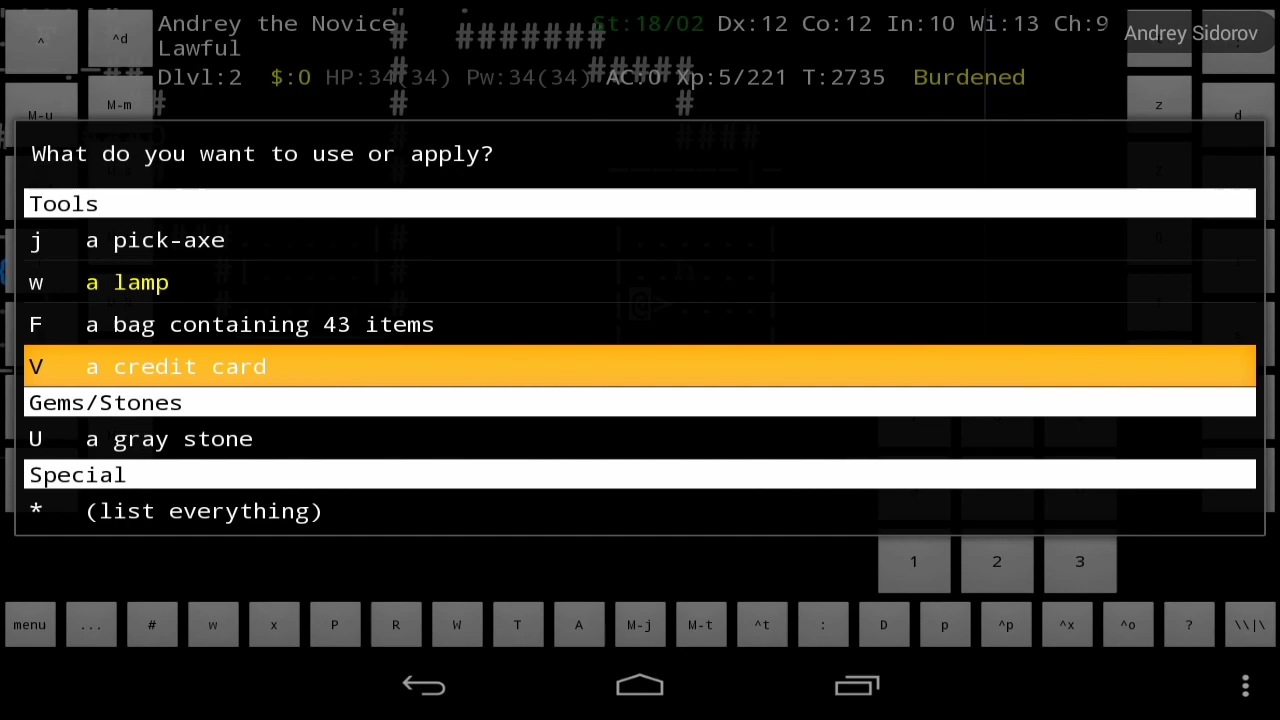 ^ ^d Andrey the Novice ####### St:18/02 Dx:12 Co:12 In:10 Wi:13 Ch:9 Andrey Sidorov
Lawful
Dlvl:2 $:0 HP:34(34) Pw:34(34) AC:0 Xp:5/221 T:2735 Burdened
M-u M-m # # # z d
What do you want to use or apply?
Tools
j a pick-axe
w a lamp
F a bag containing 43 items
V a credit card
Gems/Stones
U a gray stone
Special
* (list everything)
1 2 3
menu ... # w x P R W T A M-j M-t ^t : D p ^p ^x ^o ? \\|\